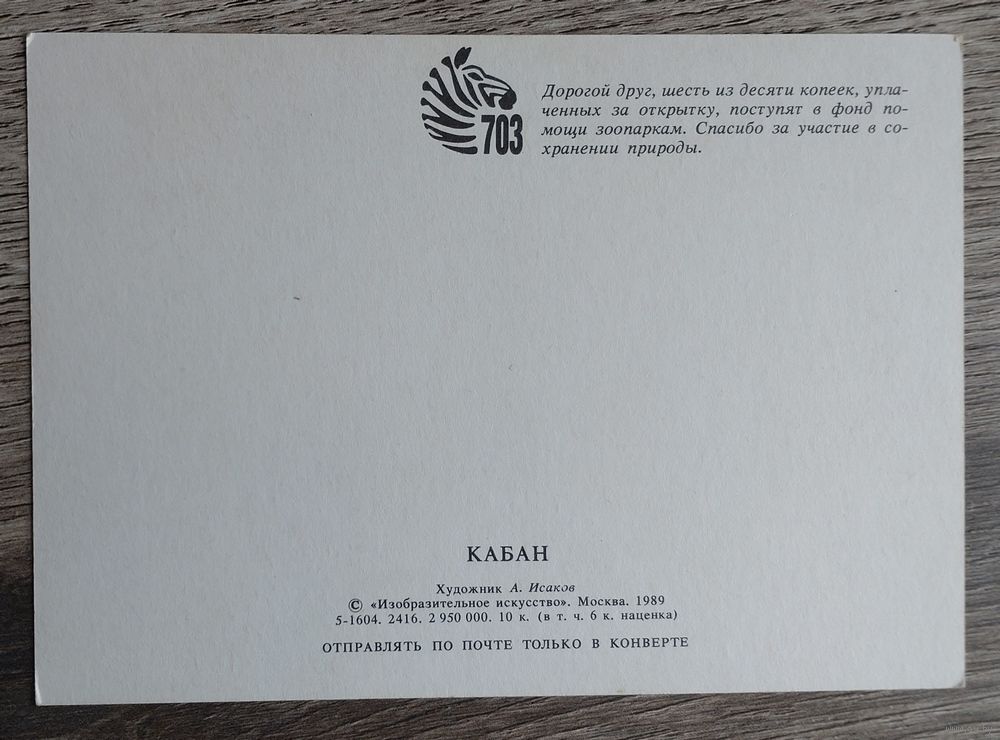 703
Дорогой друг, шесть из десяти копеек, упла-
ченных за открытку, поступят в фонд по-
мощи зоопаркам. Спасибо за участие в со-
хранении природы.
КАБАН
Художник А. Исаков
© «Изобразительное искусство». Москва. 1989
5-1604. 2416. 2 950 000. 10 к. (в т. ч. 6 к. наценка)
ОТПРАВЛЯТЬ ПО ПОЧТЕ ТОЛЬКО В КОНВЕРТЕ